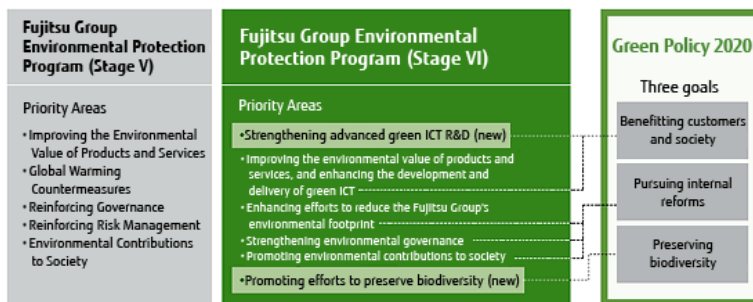 Fujitsu Group
Environmental Protection
Program (Stage V)
Priority Areas
・Improving the Environmental
Value of Products and Services
・Global Warming
Countermeasures
・Reinforcing Governance
・Reinforcing Risk Management
・Environmental Contributions
to Society
Fujitsu Group Environmental
Protection Program (Stage VI)
Priority Areas
・Strengthening advanced green ICT R&D (new)
・Improving the environmental value of products and
services, and enhancing the development and
delivery of green ICT
・Enhancing efforts to reduce the Fujitsu Group's
environmental footprint
・Strengthening environmental governance
・Promoting environmental contributions to society
・Promoting efforts to preserve biodiversity (new)
Green Policy 2020
Three goals
Benefitting customers
and society
Pursuing internal
reforms
Preserving
biodiversity